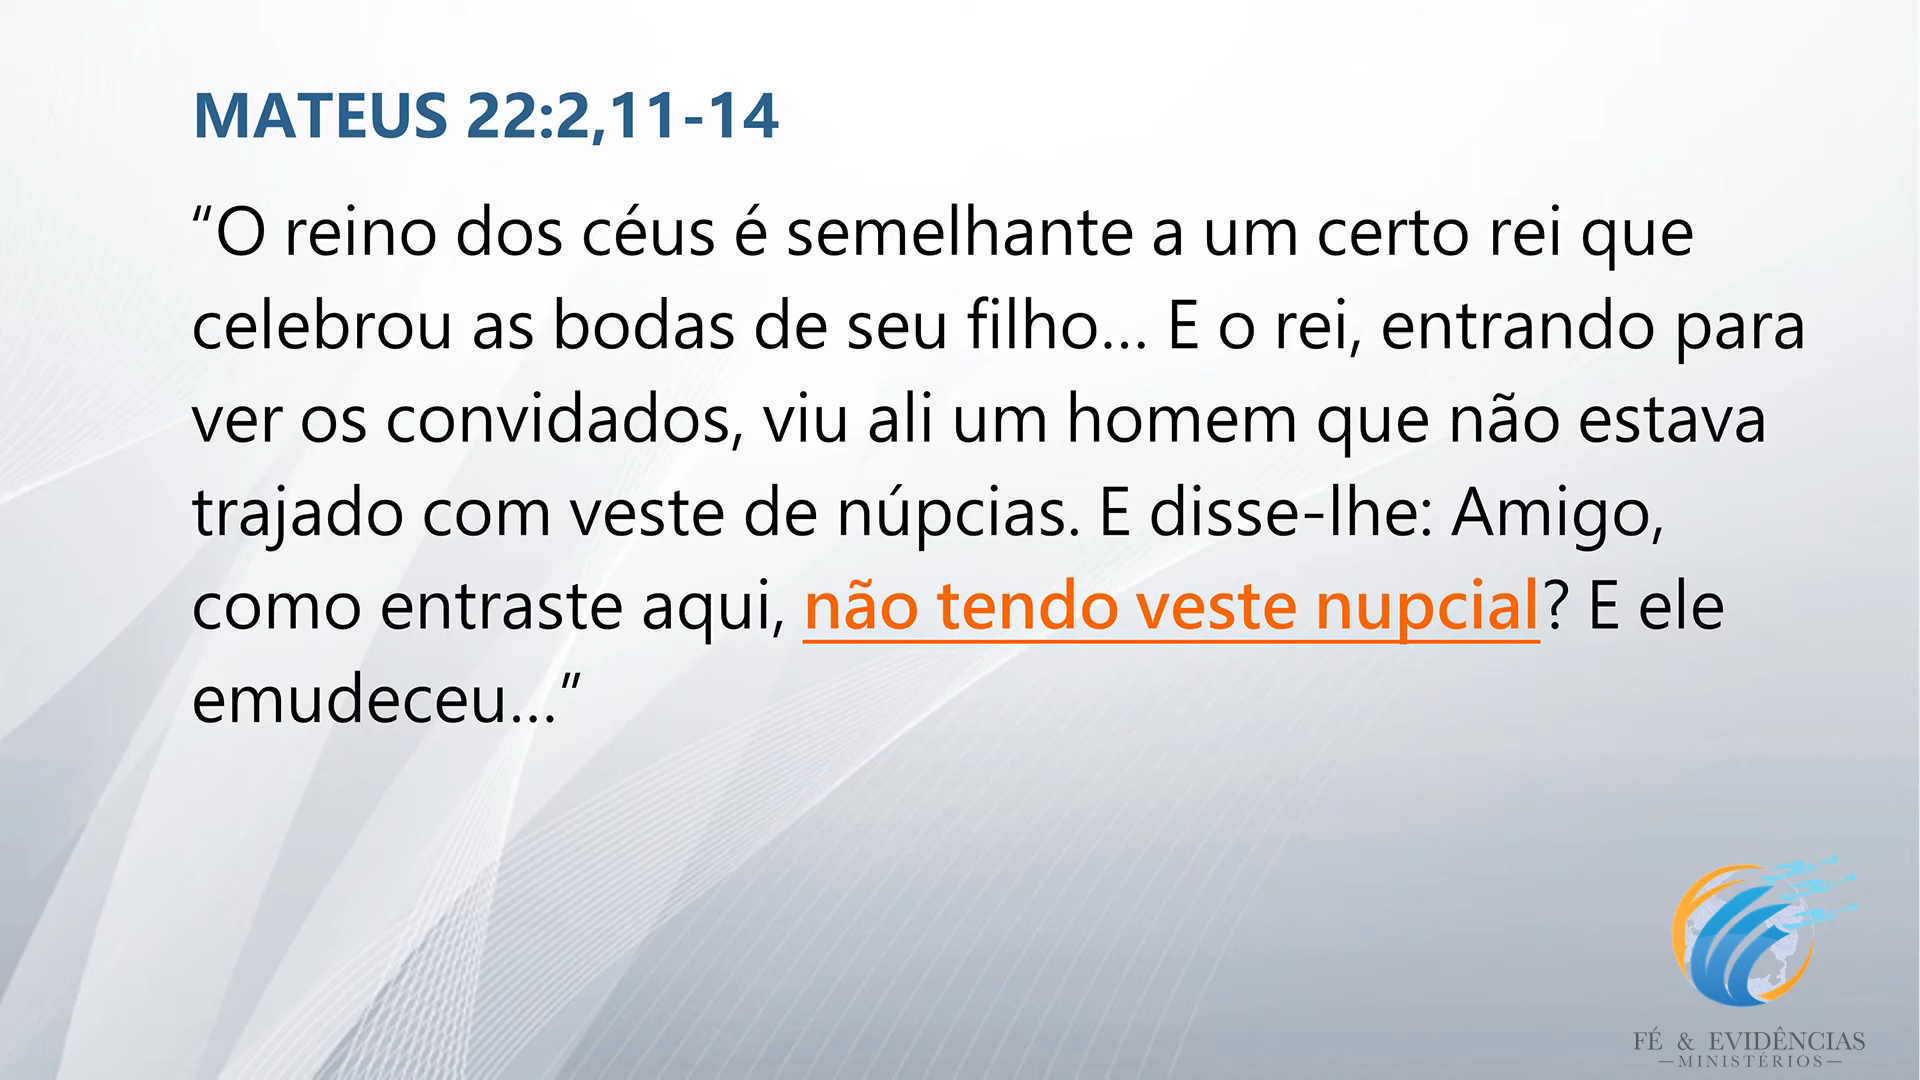 MATEUS 22:2,11-14
“O reino dos céus é semelhante a um certo rei que
celebrou as bodas de seu filho... E o rei, entrando para
ver os convidados, viu ali um homem que não estava
trajado com veste de núpcias. E disse-lhe: Amigo,
como entraste aqui, não tendo veste nupcial? E ele
emudeceu...”
FÉ & EVIDÊNCIAS
—MINISTÉRIOS—